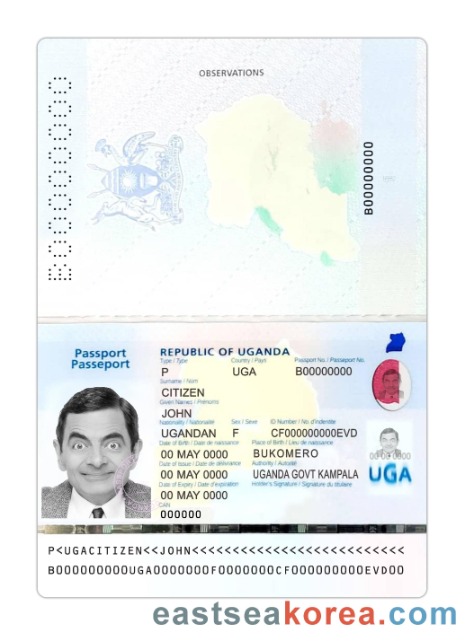 OBSERVATIONS
B00000000
B00000000
Passport
Passeport
REPUBLIC OF UGANDA
Type / Type Country / Pays Passport No. / Passeport No.
P UGA B00000000
Surname / Nom
CITIZEN
Given Names / Prénoms
JOHN
Nationality / Nationalité Sex / Sexe ID Number / No d'Identité
UGANDAN F CF000000000EVD
Date of Birth / Date de naissance Place of Birth / Lieu de naissance
00 MAY 0000 BUKOMERO
Date of Issue / Date de délivrance Authority / Autorité
00 MAY 0000 UGANDA GOVT KAMPALA
Date of Expiry / Date d'expiration Holder's Signature / Signature du titulaire
00 MAY 0000
CAN
000000
00 00 0000
UGA
P<UGACITIZEN<<JOHN<<<<<<<<<<<<<<<<<<<<<<<<<<
B000000000UGA0000000F0000000CF000000000EVD00
eastseakorea.com